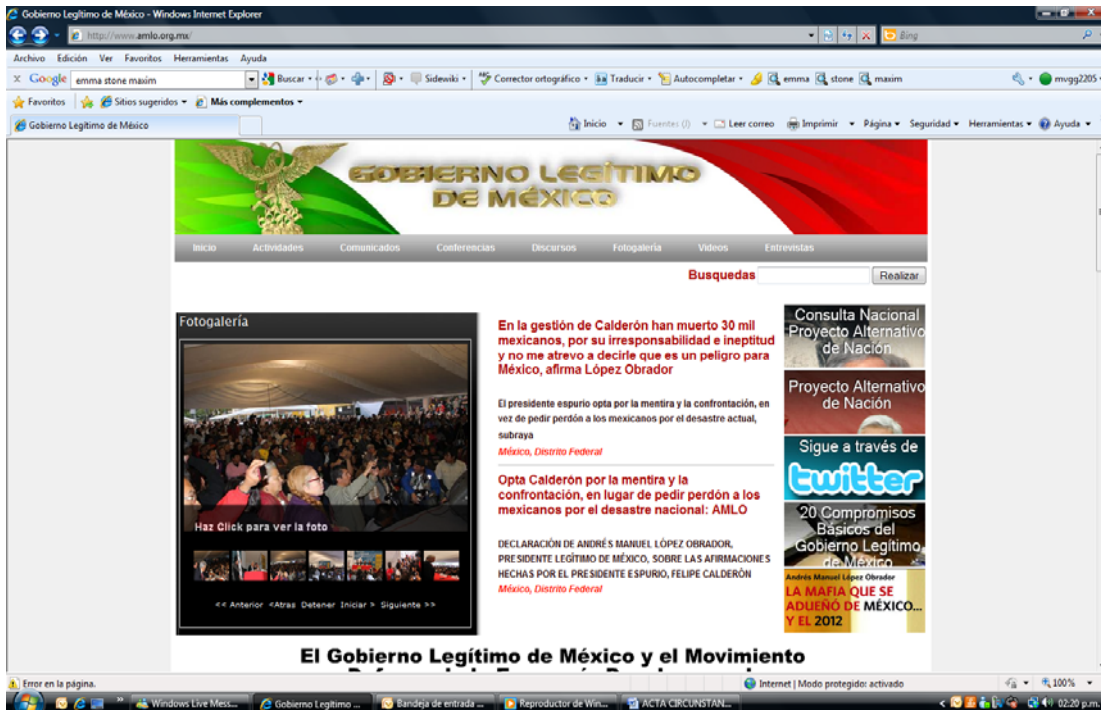 Gobierno Legítimo de México - Windows Internet Explorer
http://www.amlo.org.mx/
Bing
Archivo Edición Ver Favoritos Herramientas Ayuda
x Google emma stone maxim Buscar Sidewiki Corrector ortográfico Traducir Autocompletar emma stone maxim mvgg2205
Favoritos Sitios sugeridos Más complementos
Gobierno Legítimo de México Inicio Fuentes (J) Leer correo Imprimir Página Seguridad Herramientas Ayuda
GOBIERNO LEGÍTIMO
DE MÉXICO
Inicio Actividades Comunicados Conferencias Discursos Fotogalería Videos Entrevistas
Busquedas Realizar
Fotogalería
Haz Click para ver la foto
<< Anterior <Atras Detener Iniciar > Siguiente >>
En la gestión de Calderón han muerto 30 mil
mexicanos, por su irresponsabilidad e ineptitud
y no me atrevo a decirle que es un peligro para
México, afirma López Obrador
El presidente espurio opta por la mentira y la confrontación, en
vez de pedir perdón a los mexicanos por el desastre actual,
subraya
México, Distrito Federal
Opta Calderón por la mentira y la
confrontación, en lugar de pedir perdón a los
mexicanos por el desastre nacional: AMLO
DECLARACIÓN DE ANDRÉS MANUEL LÓPEZ OBRADOR,
PRESIDENTE LEGÍTIMO DE MÉXICO, SOBRE LAS AFIRMACIONES
HECHAS POR EL PRESIDENTE ESPURIO, FELIPE CALDERÓN
México, Distrito Federal
Consulta Nacional
Proyecto Alternativo
de Nación
Proyecto Alternativo
de Nación
Sigue a través de
twitter
20 Compromisos
Básicos del
Gobierno Legítimo
de México
Andrés Manuel López Obrador
LA MAFIA QUE SE
ADUEÑÓ DE MÉXICO...
Y EL 2012
El Gobierno Legítimo de México y el Movimiento
Error en la página. Internet | Modo protegido: activado 100%
Windows Live Mess... Gobierno Legítimo ... Bandeja de entrada ... Reproductor de Win... ACTA CIRCUNSTAN... 02:20 p.m.